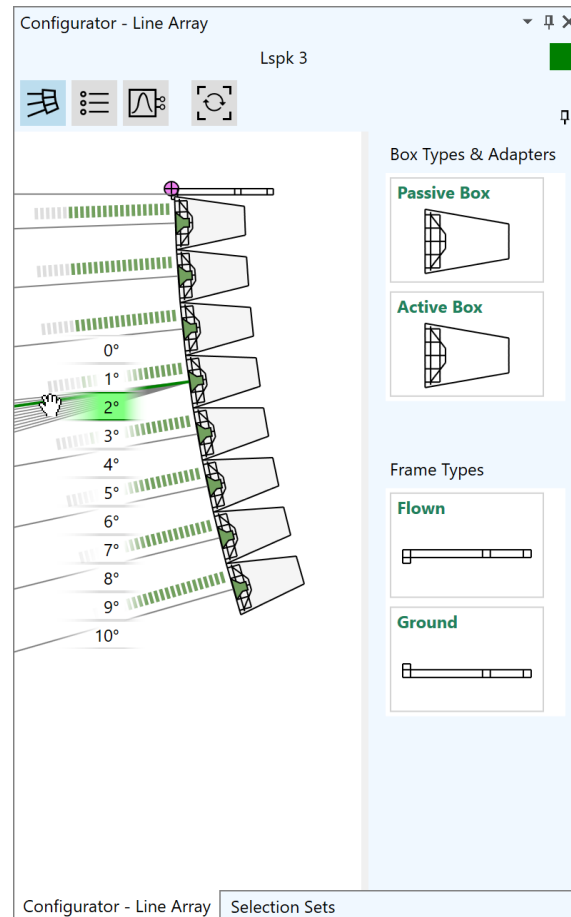 Configurator - Line Array
Lspk 3
Box Types & Adapters
Passive Box
Active Box
0°
1°
2°
3°
4°
5°
6°
7°
8°
9°
10°
Frame Types
Flown
Ground
Configurator - Line Array
Selection Sets